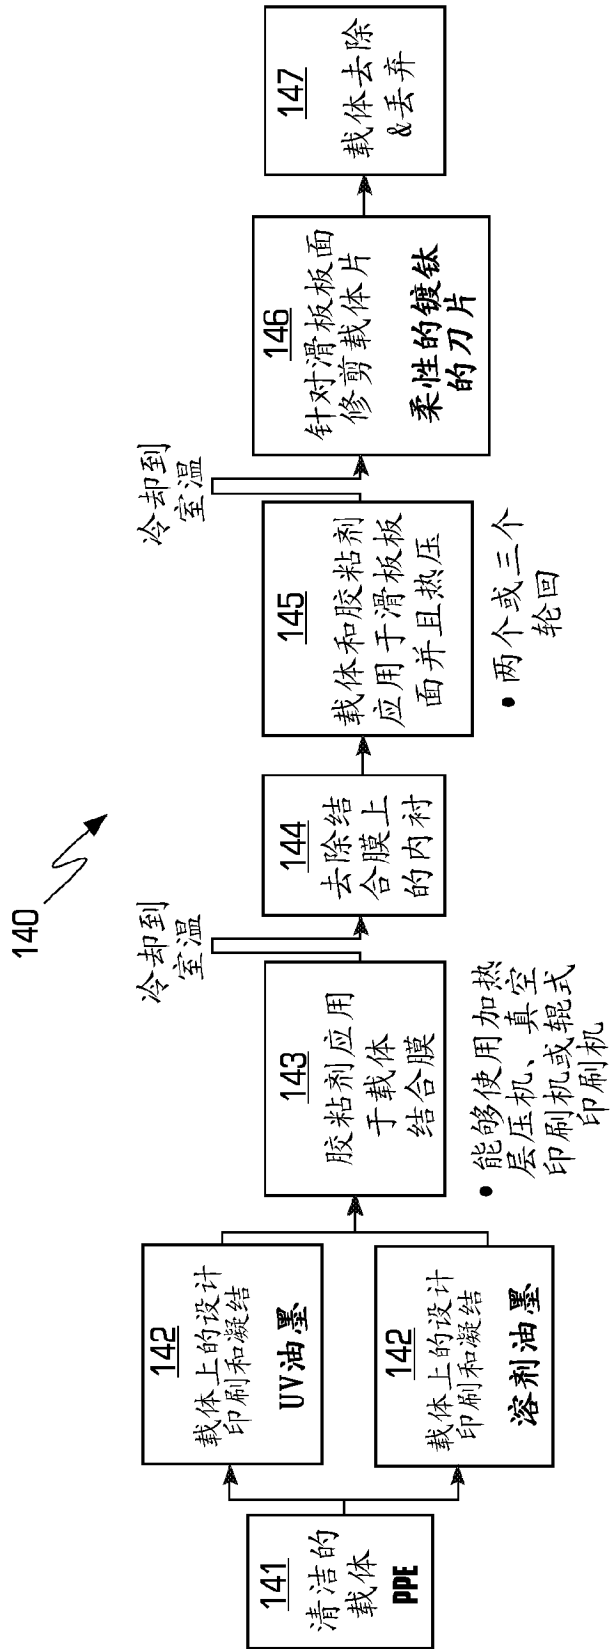 140
141
清洁的
载体
PPE
142
载体上的设计
印刷和凝结
UV油墨
142
载体上的设计
印刷和凝结
溶剂油墨
143
胶粘剂应用
于载体
结合膜
• 能够使用加热
层压机、真空
印刷机或辊式
印刷机
冷却到
室温
144
去除结
合膜上
的内衬
145
载体和胶粘剂
应用于滑板板
面并且热压
• 两个或三个
轮回
冷却到
室温
146
针对滑板板面
修剪载体片
柔性的镀钛
的刀片
147
载体去除
&丢弃